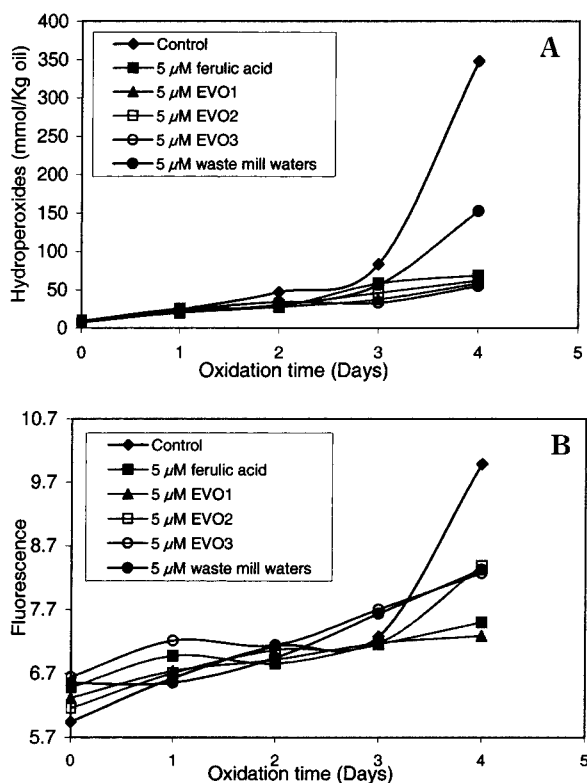 A
Hydroperoxides (mmol/Kg oil)
400
350
300
250
200
150
100
50
0
Control
5 µM ferulic acid
5 µM EVO1
5 µM EVO2
5 µM EVO3
5 µM waste mill waters
0 1 2 3 4 5
Oxidation time (Days)
B
Fluorescence
10.7
9.7
8.7
7.7
6.7
5.7
Control
5 µM ferulic acid
5 µM EVO1
5 µM EVO2
5 µM EVO3
5 µM waste mill waters
0 1 2 3 4 5
Oxidation time (Days)